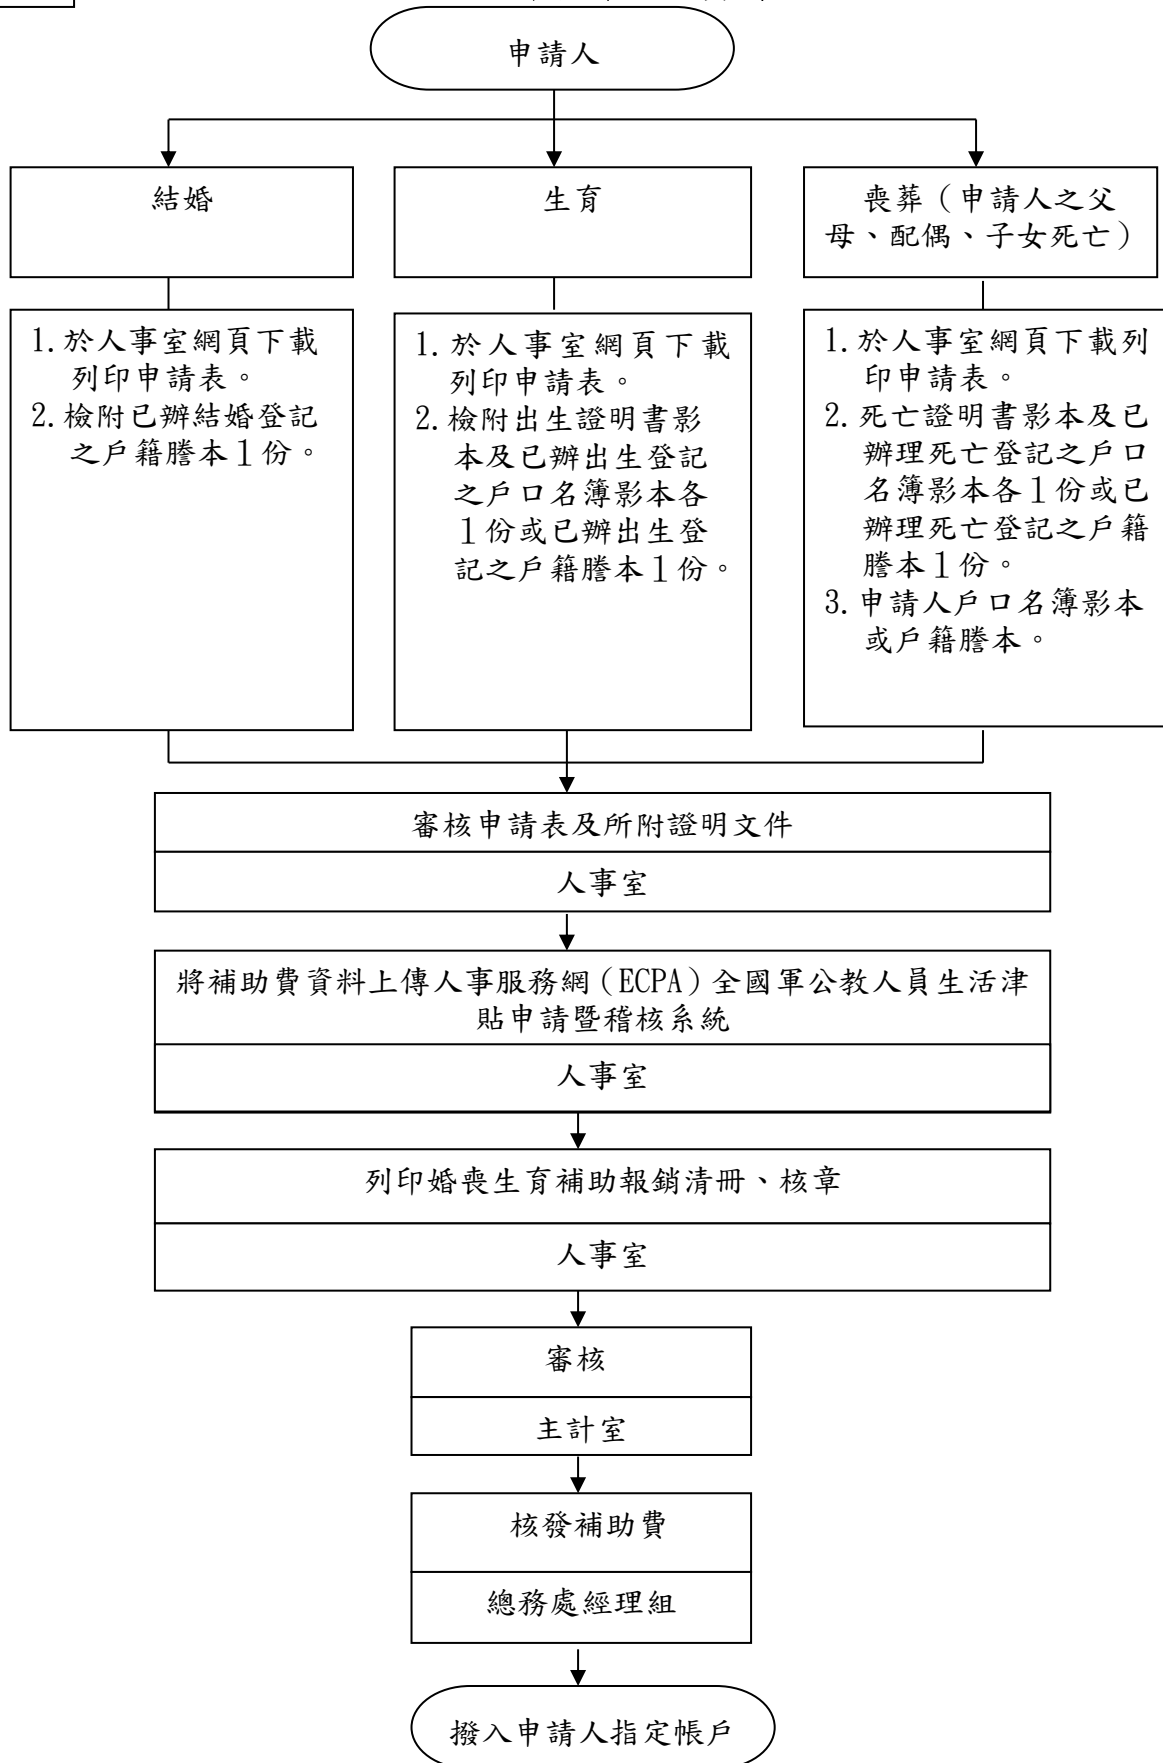 申請人
結婚
生育
喪葬（申請人之父
母、配偶、子女死亡）
1.於人事室網頁下載
列印申請表。
2.檢附已辦結婚登記
之戶籍謄本１份。
1.於人事室網頁下載
列印申請表。
2.檢附出生證明書影
本及已辦出生登記
之戶口名簿影本各
１份或已辦出生登
記之戶籍謄本１份。
1.於人事室網頁下載列
印申請表。
2.死亡證明書影本及已
辦理死亡登記之戶口
名簿影本各１份或已
辦理死亡登記之戶籍
謄本１份。
3.申請人戶口名簿影本
或戶籍謄本。
審核申請表及所附證明文件
人事室
將補助費資料上傳人事服務網（ECPA）全國軍公教人員生活津
貼申請暨稽核系統
人事室
列印婚喪生育補助報銷清冊、核章
人事室
審核
主計室
核發補助費
總務處經理組
撥入申請人指定帳戶